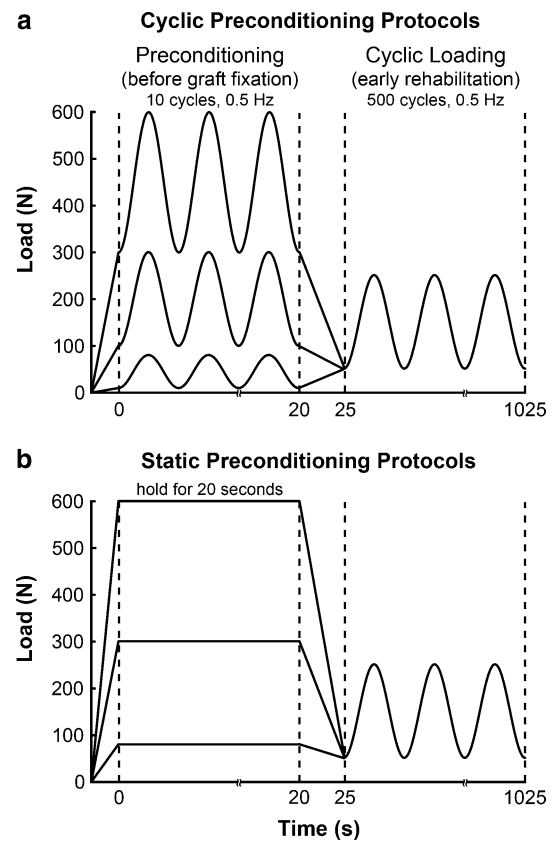 a
Cyclic Preconditioning Protocols
Preconditioning
(before graft fixation)
10 cycles, 0.5 Hz
Cyclic Loading
(early rehabilitation)
500 cycles, 0.5 Hz
Load (N)
600
500
400
300
200
100
0
0
20
25
1025
b
Static Preconditioning Protocols
hold for 20 seconds
Load (N)
600
500
400
300
200
100
0
0
20
25
1025
Time (s)